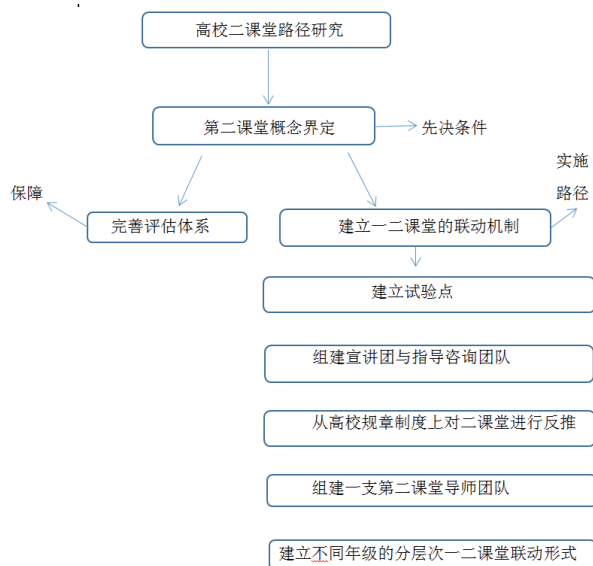 高校二课堂路径研究
第二课堂概念界定
先决条件
实施
路径
保障
完善评估体系
建立一二课堂的联动机制
建立试验点
组建宣讲团与指导咨询团队
从高校规章制度上对二课堂进行反推
组建一支第二课堂导师团队
建立不同年级的分层次一二课堂联动形式